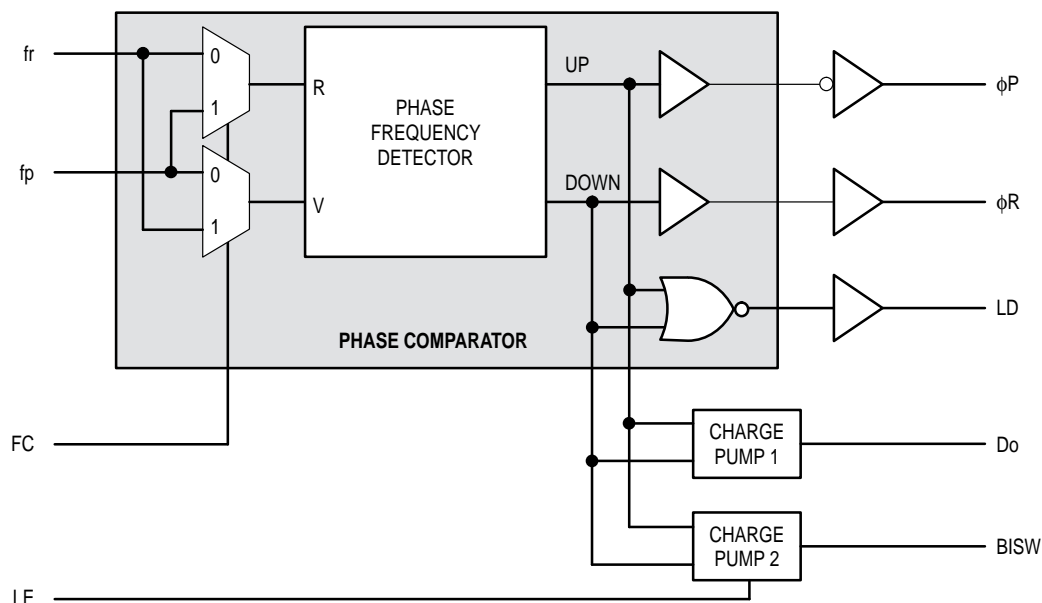 fr
0
1
R
PHASE
FREQUENCY
DETECTOR
UP
φP
fp
0
1
V
DOWN
φR
LD
PHASE COMPARATOR
FC
CHARGE
PUMP 1
Do
CHARGE
PUMP 2
BISW